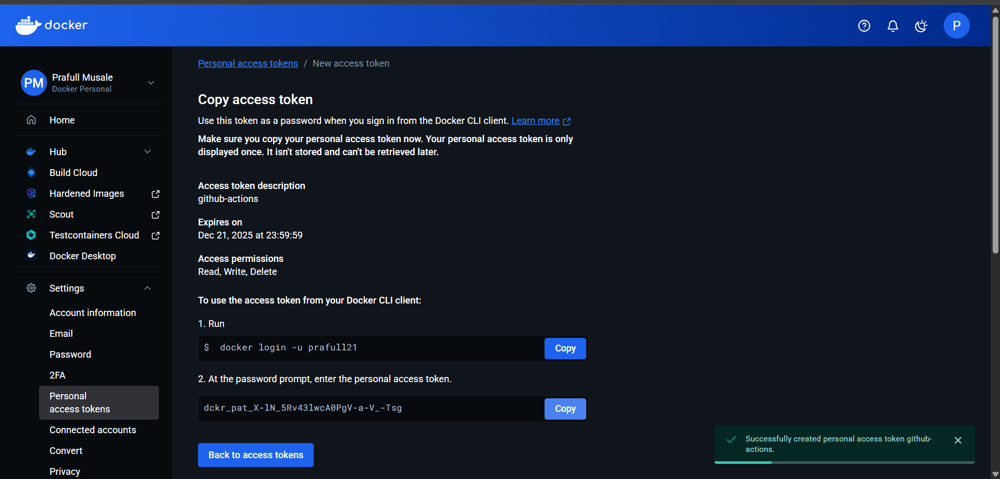 docker
P
PM
Prafull Musale
Docker Personal
Home
Hub
Build Cloud
Hardened Images
Scout
Testcontainers Cloud
Docker Desktop
Settings
Account information
Email
Password
2FA
Personal
access tokens
Connected accounts
Convert
Privacy
Personal access tokens / New access token
Copy access token
Use this token as a password when you sign in from the Docker CLI client. Learn more
Make sure you copy your personal access token now. Your personal access token is only
displayed once. It isn't stored and can't be retrieved later.
Access token description
github-actions
Expires on
Dec 21, 2025 at 23:59:59
Access permissions
Read, Write, Delete
To use the access token from your Docker CLI client:
1. Run
$ docker login -u prafull21
Copy
2. At the password prompt, enter the personal access token.
dckr_pat_X-lN_5Rv43lwcA0PgV-a-V_-Tsg
Copy
Back to access tokens
Successfully created personal access token github-
actions.